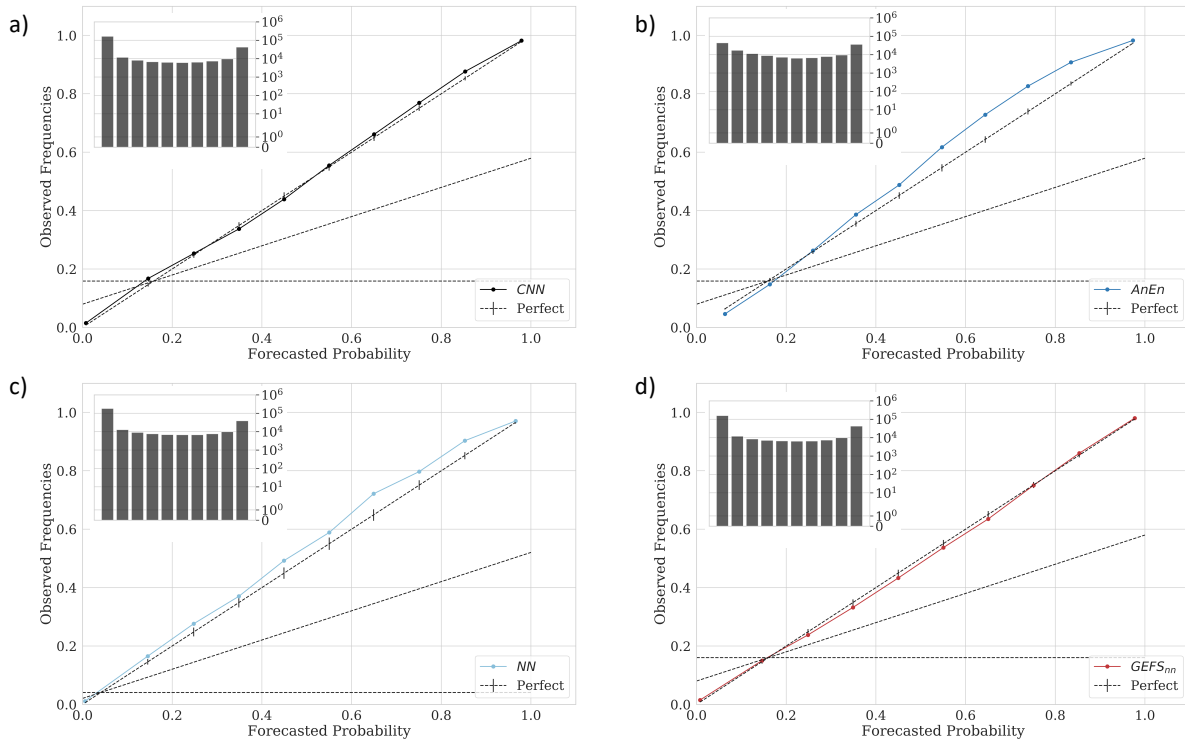 a)
10⁶
10⁵
10⁴
10³
10²
10¹
10⁰
0
1.0
0.8
0.6
0.4
0.2
0.0
Observed Frequencies
CNN
Perfect
0.0 0.2 0.4 0.6 0.8 1.0
Forecasted Probability
b)
10⁶
10⁵
10⁴
10³
10²
10¹
10⁰
0
1.0
0.8
0.6
0.4
0.2
0.0
Observed Frequencies
AnEn
Perfect
0.0 0.2 0.4 0.6 0.8 1.0
Forecasted Probability
c)
10⁶
10⁵
10⁴
10³
10²
10¹
10⁰
0
1.0
0.8
0.6
0.4
0.2
0.0
Observed Frequencies
NN
Perfect
0.0 0.2 0.4 0.6 0.8 1.0
Forecasted Probability
d)
10⁶
10⁵
10⁴
10³
10²
10¹
10⁰
0
1.0
0.8
0.6
0.4
0.2
0.0
Observed Frequencies
GEFSₙₙ
Perfect
0.0 0.2 0.4 0.6 0.8 1.0
Forecasted Probability